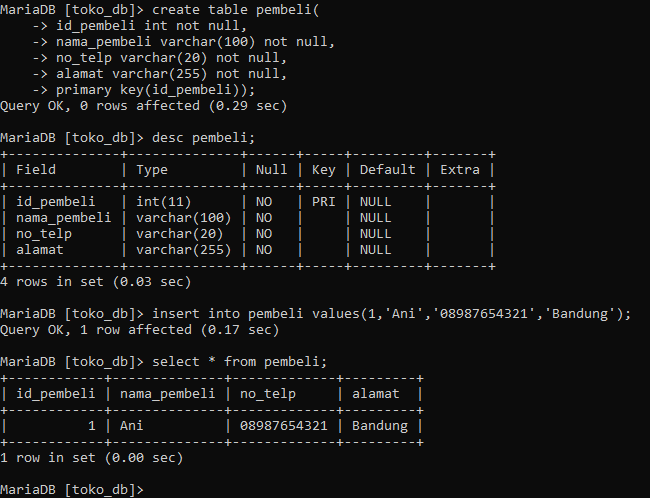 MariaDB [toko_db]> create table pembeli(
    -> id_pembeli int not null,
    -> nama_pembeli varchar(100) not null,
    -> no_telp varchar(20) not null,
    -> alamat varchar(255) not null,
    -> primary key(id_pembeli));
Query OK, 0 rows affected (0.29 sec)
MariaDB [toko_db]> desc pembeli;
+--------------+--------------+------+-----+---------+-------+
| Field        | Type         | Null | Key | Default | Extra |
+--------------+--------------+------+-----+---------+-------+
| id_pembeli   | int(11)      | NO   | PRI | NULL    |       |
| nama_pembeli | varchar(100) | NO   |     | NULL    |       |
| no_telp      | varchar(20)  | NO   |     | NULL    |       |
| alamat       | varchar(255) | NO   |     | NULL    |       |
+--------------+--------------+------+-----+---------+-------+
4 rows in set (0.03 sec)
MariaDB [toko_db]> insert into pembeli values(1,'Ani','08987654321','Bandung');
Query OK, 1 row affected (0.17 sec)
MariaDB [toko_db]> select * from pembeli;
+------------+--------------+-------------+---------+
| id_pembeli | nama_pembeli | no_telp     | alamat  |
+------------+--------------+-------------+---------+
|          1 | Ani          | 08987654321 | Bandung |
+------------+--------------+-------------+---------+
1 row in set (0.00 sec)
MariaDB [toko_db]>